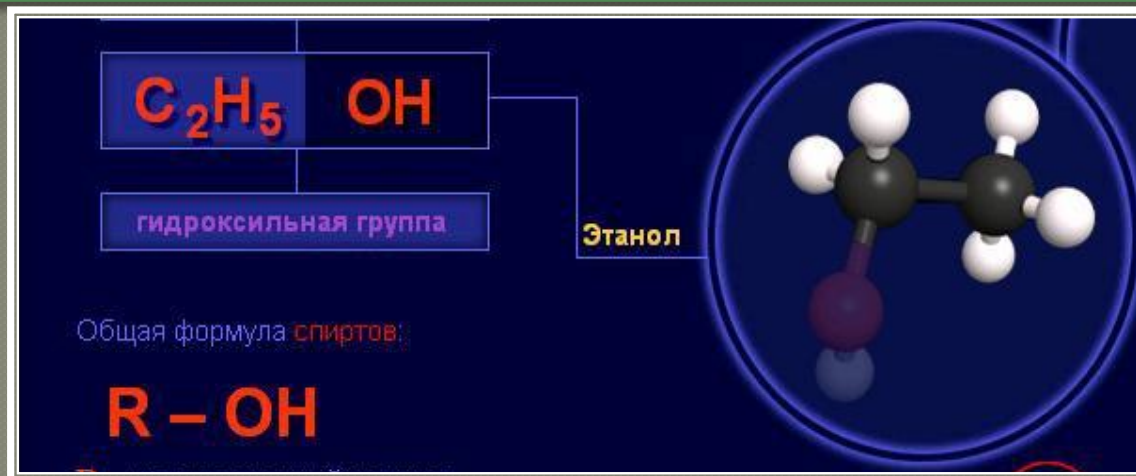 C₂H₅ OH
гидроксильная группа
Этанол
Общая формула спиртов:
R – OH